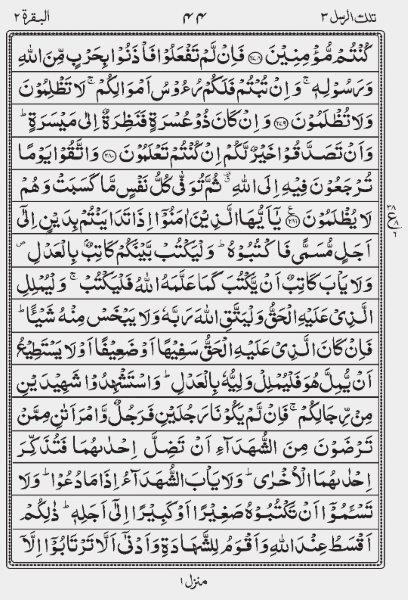 تلك الرسل ٣ ٤٤ البقرة ٢
كُنْتُمْ مُّؤْمِنِيْنَ ﴿٢٧٨﴾ فَاِنْ لَّمْ تَفْعَلُوْا فَاْذَنُوْا بِحَرْبٍ مِّنَ اللّٰهِ
وَرَسُوْلِهٖ ۚ وَاِنْ تُبْتُمْ فَلَكُمْ رُءُوْسُ اَمْوَالِكُمْ ۚ لَا تَظْلِمُوْنَ
وَلَا تُظْلَمُوْنَ ﴿٢٧٩﴾ وَاِنْ كَانَ ذُوْ عُسْرَةٍ فَنَظِرَةٌ اِلٰى مَيْسَرَةٍ ؕ
وَاَنْ تَصَدَّقُوْا خَيْرٌ لَّكُمْ اِنْ كُنْتُمْ تَعْلَمُوْنَ ﴿٢٨٠﴾ وَاتَّقُوْا يَوْمًا
تُرْجَعُوْنَ فِيْهِ اِلَى اللّٰهِ ۗ ثُمَّ تُوَفّٰى كُلُّ نَفْسٍ مَّا كَسَبَتْ وَهُمْ
لَا يُظْلَمُوْنَ ﴿٢٨١﴾ يٰٓاَيُّهَا الَّذِيْنَ اٰمَنُوْٓا اِذَا تَدَايَنْتُمْ بِدَيْنٍ اِلٰٓى
اَجَلٍ مُّسَمًّى فَاكْتُبُوْهُ ؕ وَلْيَكْتُبْ بَّيْنَكُمْ كَاتِبٌۢ بِالْعَدْلِ ۪
وَلَا يَاْبَ كَاتِبٌ اَنْ يَّكْتُبَ كَمَا عَلَّمَهُ اللّٰهُ فَلْيَكْتُبْ ۚ وَلْيُمْلِلِ
الَّذِيْ عَلَيْهِ الْحَقُّ وَلْيَتَّقِ اللّٰهَ رَبَّهٗ وَلَا يَبْخَسْ مِنْهُ شَيْـًٔا ؕ
فَاِنْ كَانَ الَّذِيْ عَلَيْهِ الْحَقُّ سَفِيْهًا اَوْ ضَعِيْفًا اَوْ لَا يَسْتَطِيْعُ
اَنْ يُّمِلَّ هُوَ فَلْيُمْلِلْ وَلِيُّهٗ بِالْعَدْلِ ؕ وَاسْتَشْهِدُوْا شَهِيْدَيْنِ
مِنْ رِّجَالِكُمْ ۚ فَاِنْ لَّمْ يَكُوْنَا رَجُلَيْنِ فَرَجُلٌ وَّامْرَاَتٰنِ مِمَّنْ
تَرْضَوْنَ مِنَ الشُّهَدَآءِ اَنْ تَضِلَّ اِحْدٰىهُمَا فَتُذَكِّرَ
اِحْدٰىهُمَا الْاُخْرٰى ؕ وَلَا يَاْبَ الشُّهَدَآءُ اِذَا مَا دُعُوْا ؕ وَلَا
تَسْـَٔمُوْٓا اَنْ تَكْتُبُوْهُ صَغِيْرًا اَوْ كَبِيْرًا اِلٰٓى اَجَلِهٖ ؕ ذٰلِكُمْ
اَقْسَطُ عِنْدَ اللّٰهِ وَاَقْوَمُ لِلشَّهَادَةِ وَاَدْنٰٓى اَلَّا تَرْتَابُوْٓا اِلَّآ
منزل ١